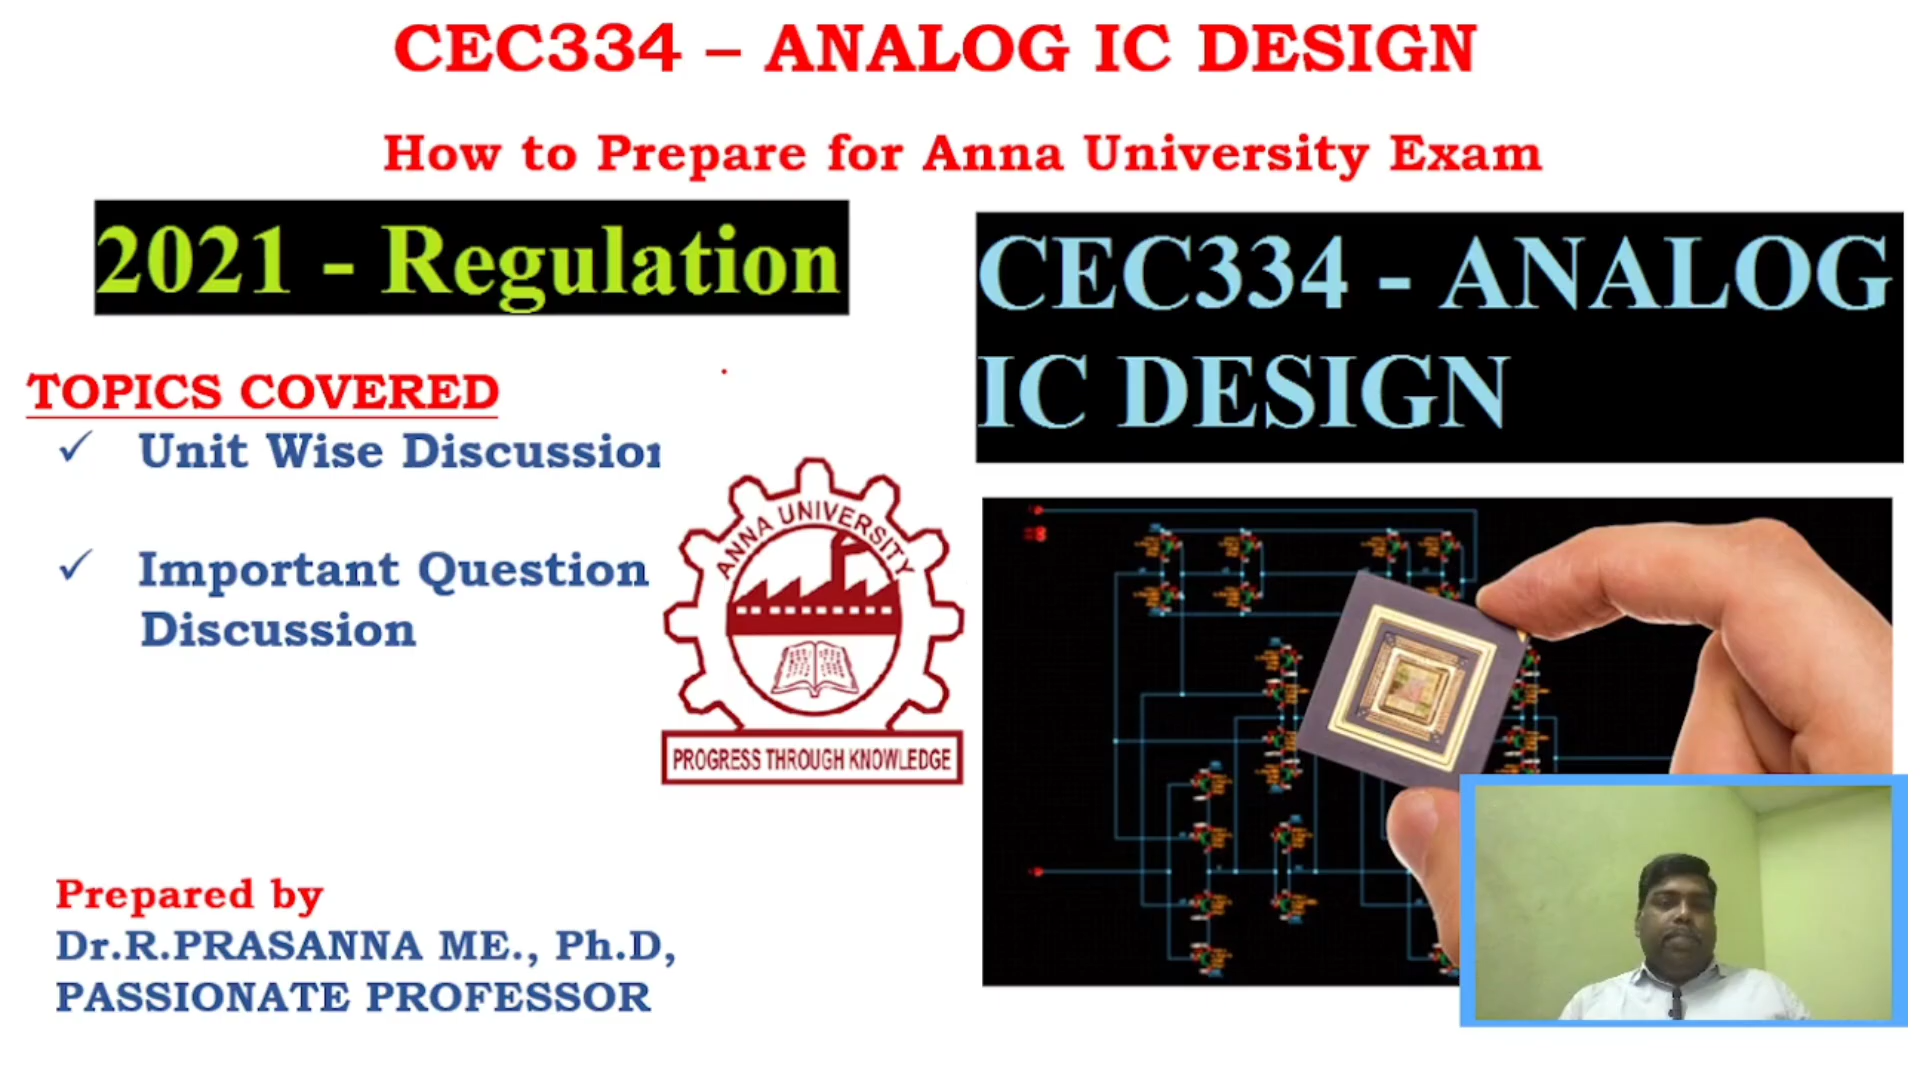 CEC334 – ANALOG IC DESIGN
How to Prepare for Anna University Exam
2021 - Regulation
CEC334 - ANALOG
IC DESIGN
TOPICS COVERED
✓ Unit Wise Discussion
✓ Important Question
Discussion
ANNA UNIVERSITY
PROGRESS THROUGH KNOWLEDGE
Prepared by
Dr.R.PRASANNA ME., Ph.D,
PASSIONATE PROFESSOR